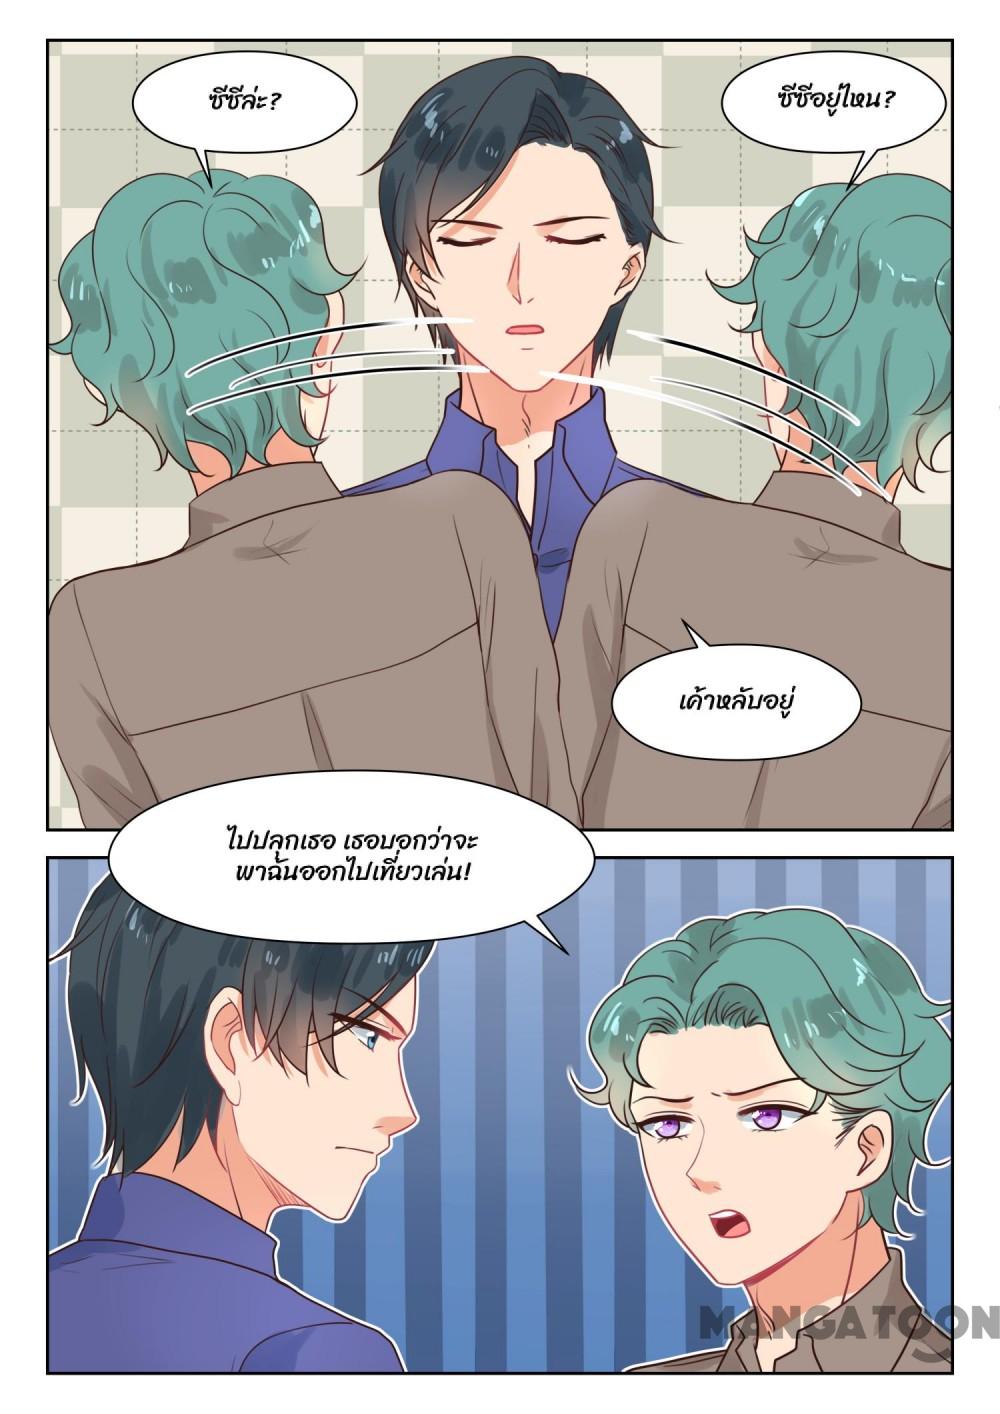 ซีซีล่ะ?
ซีซีอยู่ไหน?
เค้าหลับอยู่
ไปปลุกเธอ เธอบอกว่าจะ
พาฉันออกไปเที่ยวเล่น!
MANGATOON